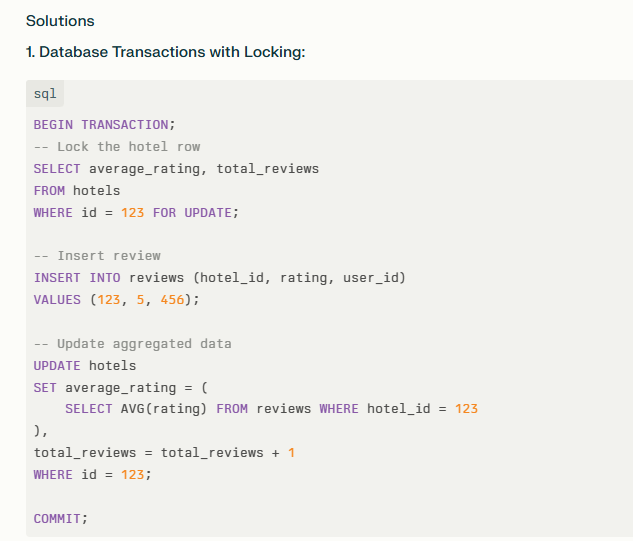 Solutions
1. Database Transactions with Locking:
sql
BEGIN TRANSACTION;
-- Lock the hotel row
SELECT average_rating, total_reviews
FROM hotels
WHERE id = 123 FOR UPDATE;
-- Insert review
INSERT INTO reviews (hotel_id, rating, user_id)
VALUES (123, 5, 456);
-- Update aggregated data
UPDATE hotels
SET average_rating = (
    SELECT AVG(rating) FROM reviews WHERE hotel_id = 123
),
total_reviews = total_reviews + 1
WHERE id = 123;
COMMIT;